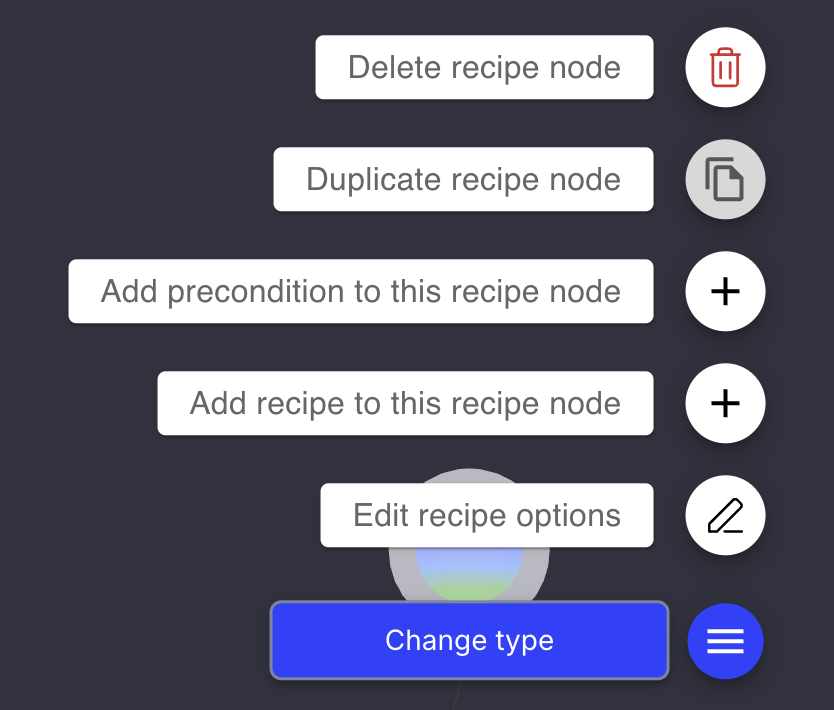 Delete recipe node
Duplicate recipe node
Add precondition to this recipe node
Add recipe to this recipe node
Edit recipe options
Change type